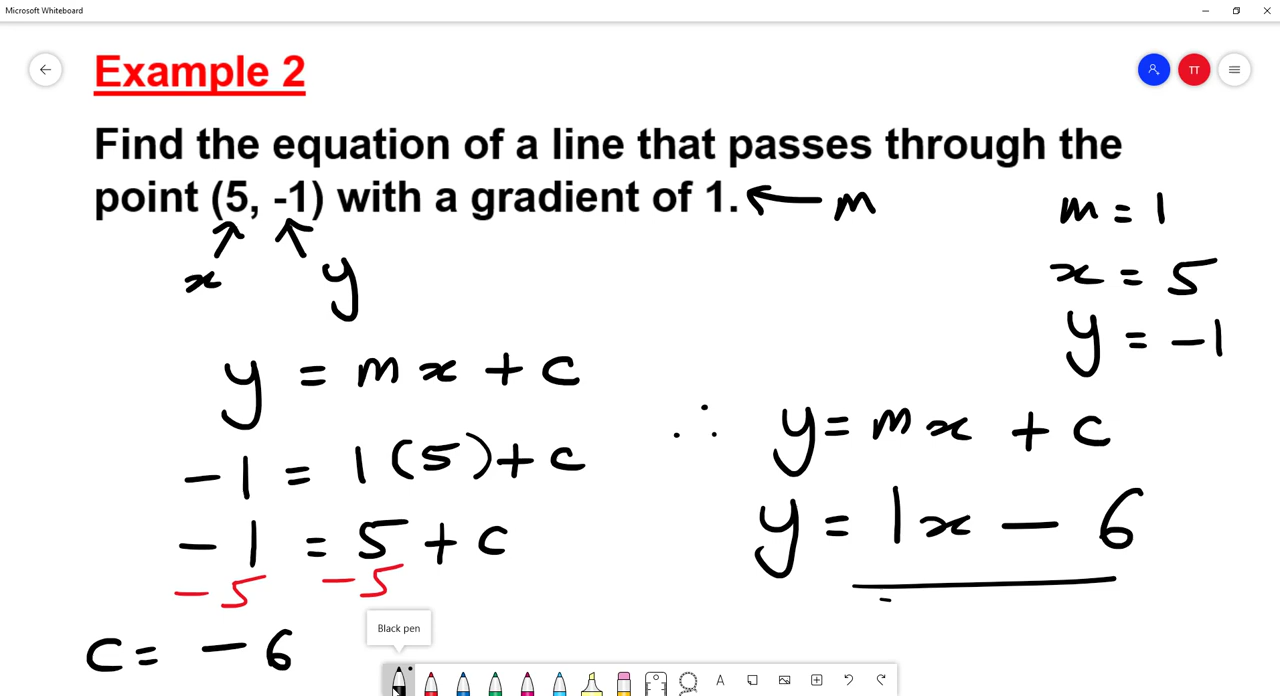 Microsoft Whiteboard
TT
Example 2
Find the equation of a line that passes through the
point (5, -1) with a gradient of 1. ← m
x y
m = 1
x = 5
y = -1
y = mx + c
-1 = 1(5) + c
-1 = 5 + c
-5 -5
c = -6
∴ y = mx + c
y = 1x - 6
Black pen
A